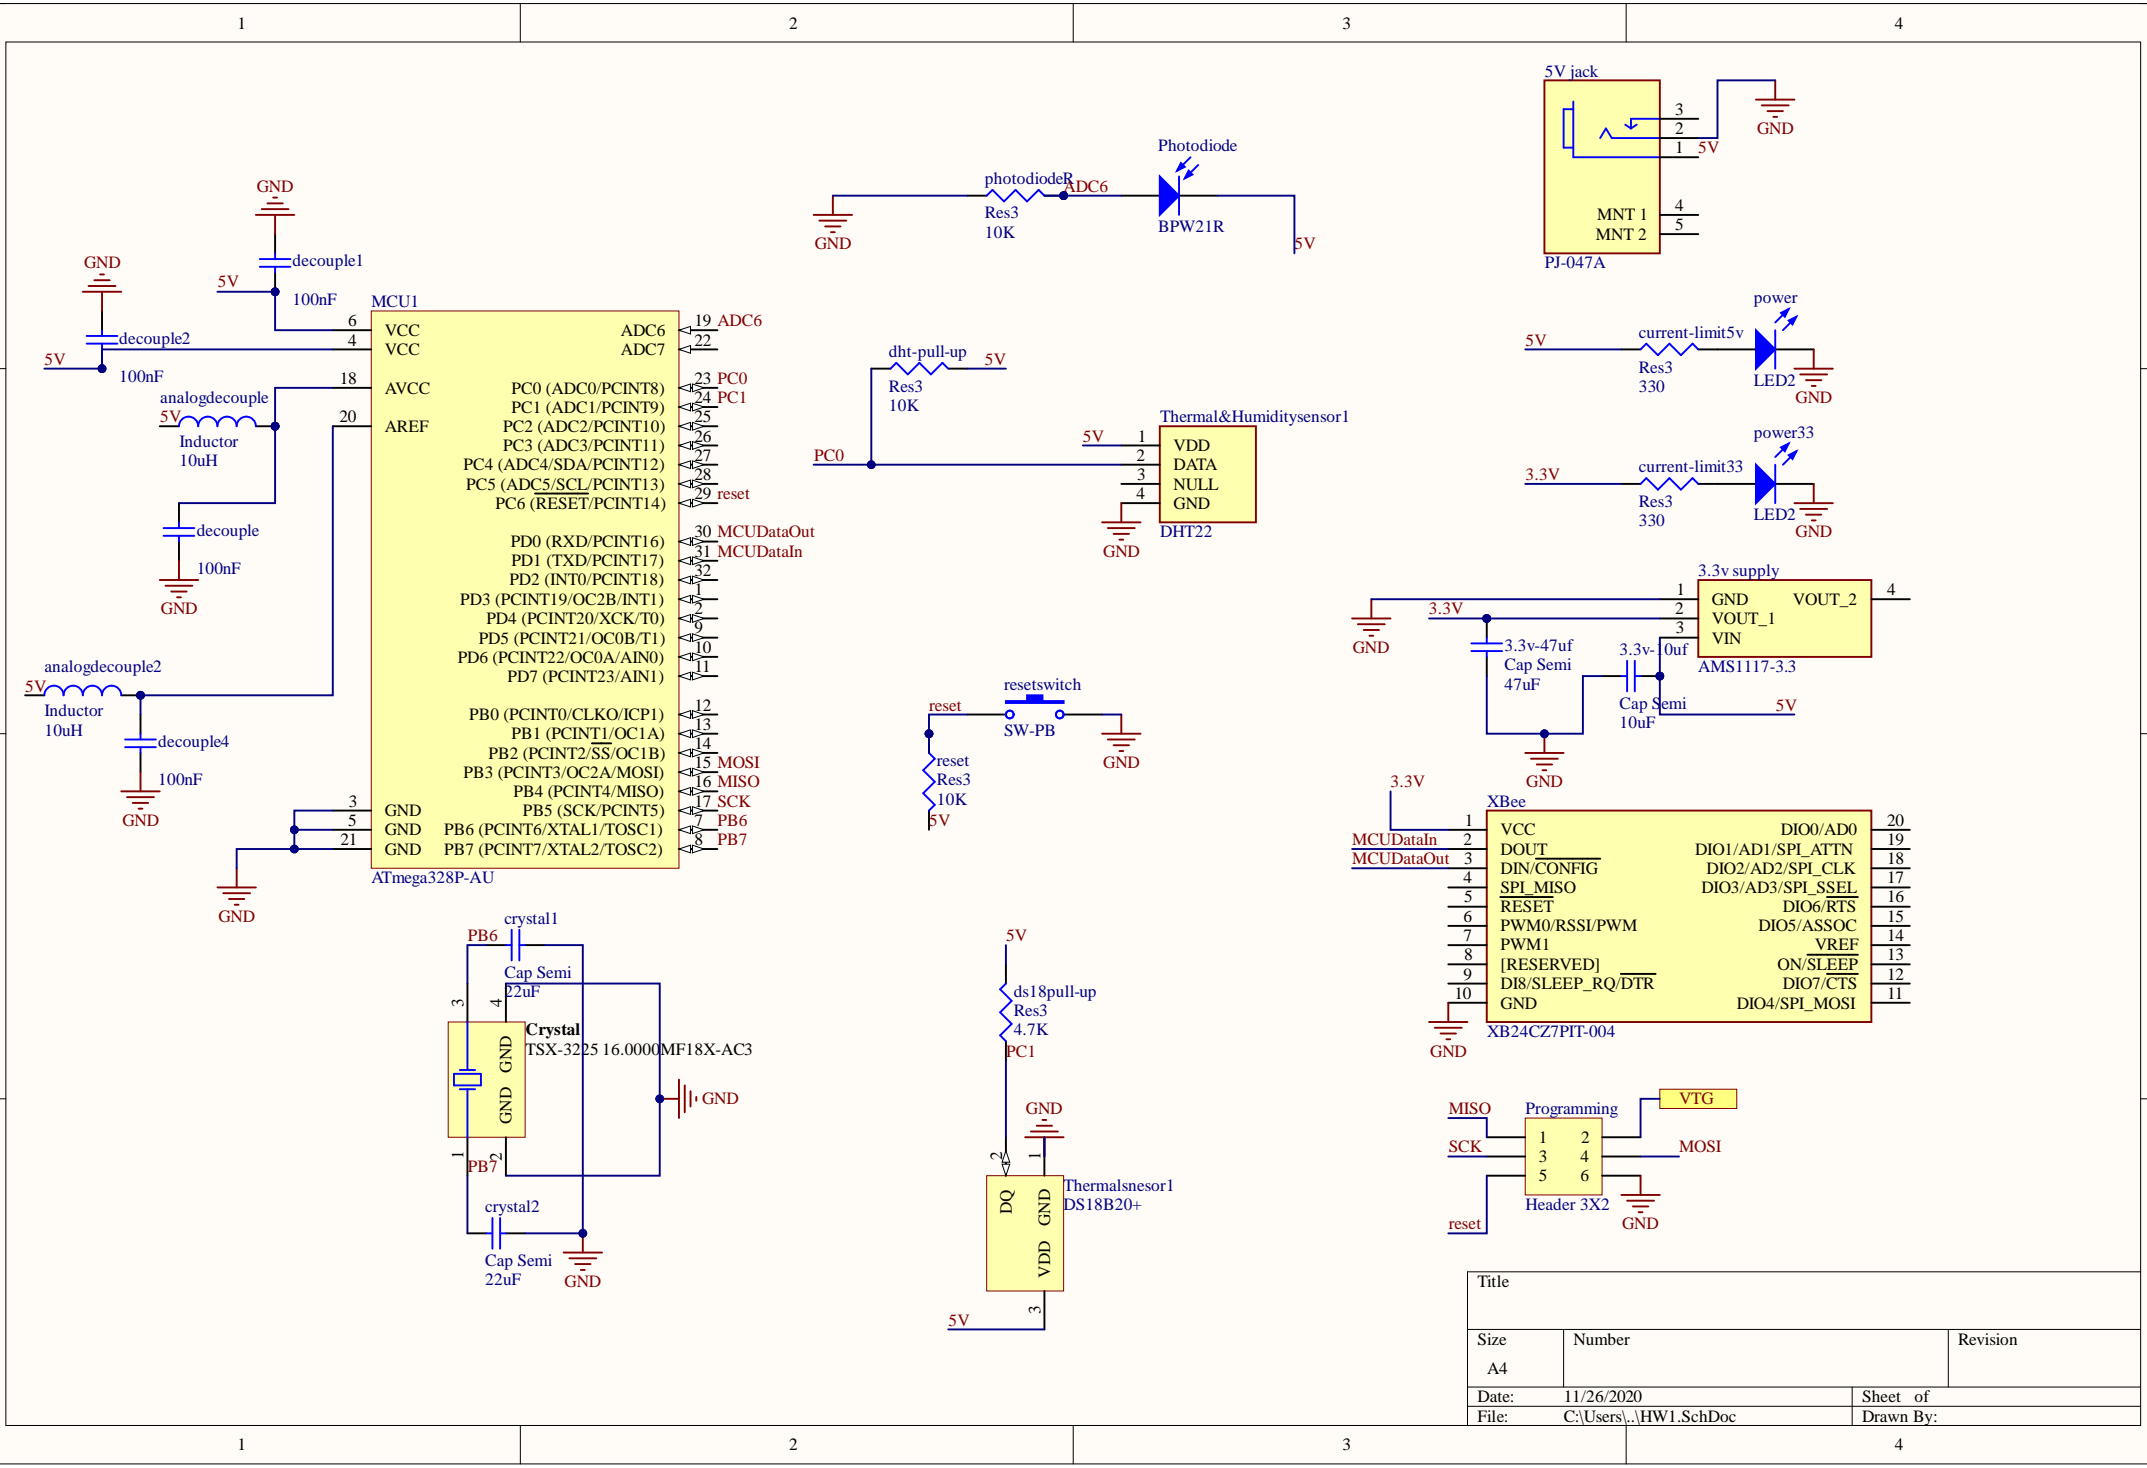 1
2
3
4
5V jack
3
2
1
5V
GND
MNT 1
4
MNT 2
5
PJ-047A
Photodiode
photodiodeR
ADC6
Res3
10K
BPW21R
GND
5V
GND
decouple1
5V
100nF
GND
decouple2
5V
100nF
MCU1
6
VCC
4
VCC
18
AVCC
20
AREF
3
GND
5
GND
21
GND
ADC6
19
ADC6
ADC7
22
PC0 (ADC0/PCINT8)
23
PC0
PC1 (ADC1/PCINT9)
24
PC1
PC2 (ADC2/PCINT10)
25
PC3 (ADC3/PCINT11)
26
PC4 (ADC4/SDA/PCINT12)
27
PC5 (ADC5/SCL/PCINT13)
28
PC6 (RESET/PCINT14)
29
reset
PD0 (RXD/PCINT16)
30
MCUDataOut
PD1 (TXD/PCINT17)
31
MCUDataIn
PD2 (INT0/PCINT18)
32
PD3 (PCINT19/OC2B/INT1)
1
PD4 (PCINT20/XCK/T0)
2
PD5 (PCINT21/OC0B/T1)
9
PD6 (PCINT22/OC0A/AIN0)
10
PD7 (PCINT23/AIN1)
11
PB0 (PCINT0/CLKO/ICP1)
12
PB1 (PCINT1/OC1A)
13
PB2 (PCINT2/SS/OC1B)
14
PB3 (PCINT3/OC2A/MOSI)
15
MOSI
PB4 (PCINT4/MISO)
16
MISO
PB5 (SCK/PCINT5)
17
SCK
PB6 (PCINT6/XTAL1/TOSC1)
7
PB6
PB7 (PCINT7/XTAL2/TOSC2)
8
PB7
ATmega328P-AU
GND
analogdecouple
5V
Inductor
10uH
decouple
100nF
GND
analogdecouple2
5V
Inductor
10uH
decouple4
100nF
GND
dht-pull-up
5V
Res3
10K
PC0
Thermal&Humiditysensor1
5V
1
VDD
2
DATA
3
NULL
4
GND
GND
DHT22
power
5V
current-limit5v
Res3
330
LED2
GND
power33
3.3V
current-limit33
Res3
330
LED2
GND
3.3v supply
1
GND
VOUT_2
4
3.3V
2
VOUT_1
3
VIN
GND
AMS1117-3.3
3.3v-47uf
Cap Semi
47uF
3.3v-10uf
Cap Semi
10uF
5V
GND
resetswitch
reset
SW-PB
GND
reset
Res3
10K
5V
3.3V
XBee
1
VCC
DIO0/AD0
20
MCUDataIn
2
DOUT
DIO1/AD1/SPI_ATTN
19
MCUDataOut
3
DIN/CONFIG
DIO2/AD2/SPI_CLK
18
4
SPI_MISO
DIO3/AD3/SPI_SSEL
17
5
RESET
DIO6/RTS
16
6
PWM0/RSSI/PWM
DIO5/ASSOC
15
7
PWM1
VREF
14
8
[RESERVED]
ON/SLEEP
13
9
DI8/SLEEP_RQ/DTR
DIO7/CTS
12
10
GND
DIO4/SPI_MOSI
11
GND
XB24CZ7PIT-004
crystal1
PB6
Cap Semi
22uF
3
4
Crystal
TSX-3225 16.0000MF18X-AC3
GND
GND
GND
1
2
PB7
crystal2
Cap Semi
22uF
GND
5V
ds18pull-up
Res3
4.7K
PC1
GND
2
1
Thermalsnesor1
DS18B20+
DQ
GND
VDD
3
5V
VTG
MISO
Programming
1
2
SCK
3
4
MOSI
5
6
Header 3X2
reset
GND
Title
Size
Number
Revision
A4
Date:
11/26/2020
Sheet of
File:
C:\Users\..\HW1.SchDoc
Drawn By:
1
2
3
4